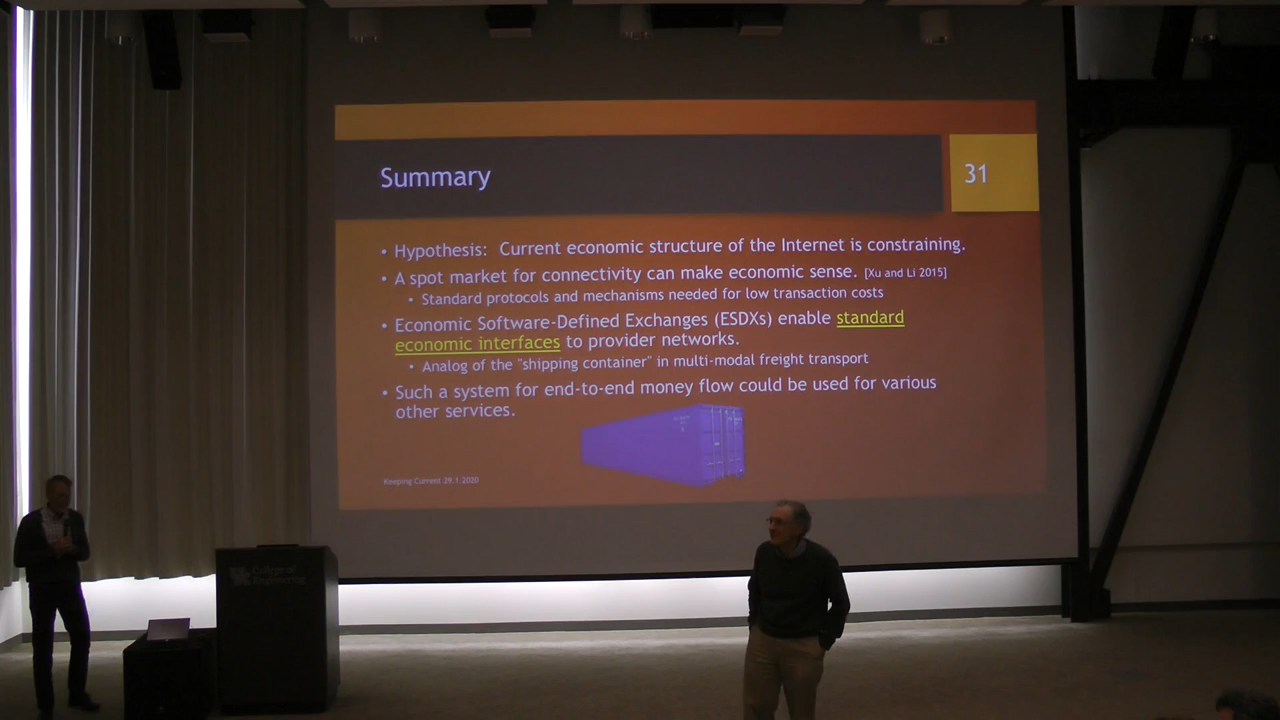 Summary
31
• Hypothesis: Current economic structure of the Internet is constraining.
• A spot market for connectivity can make economic sense. [Xu and Li 2015]
• Standard protocols and mechanisms needed for low transaction costs
• Economic Software-Defined Exchanges (ESDXs) enable standard
economic interfaces to provider networks.
• Analog of the "shipping container" in multi-modal freight transport
• Such a system for end-to-end money flow could be used for various
other services.
Keeping Current 29.1.2020
College of
Engineering